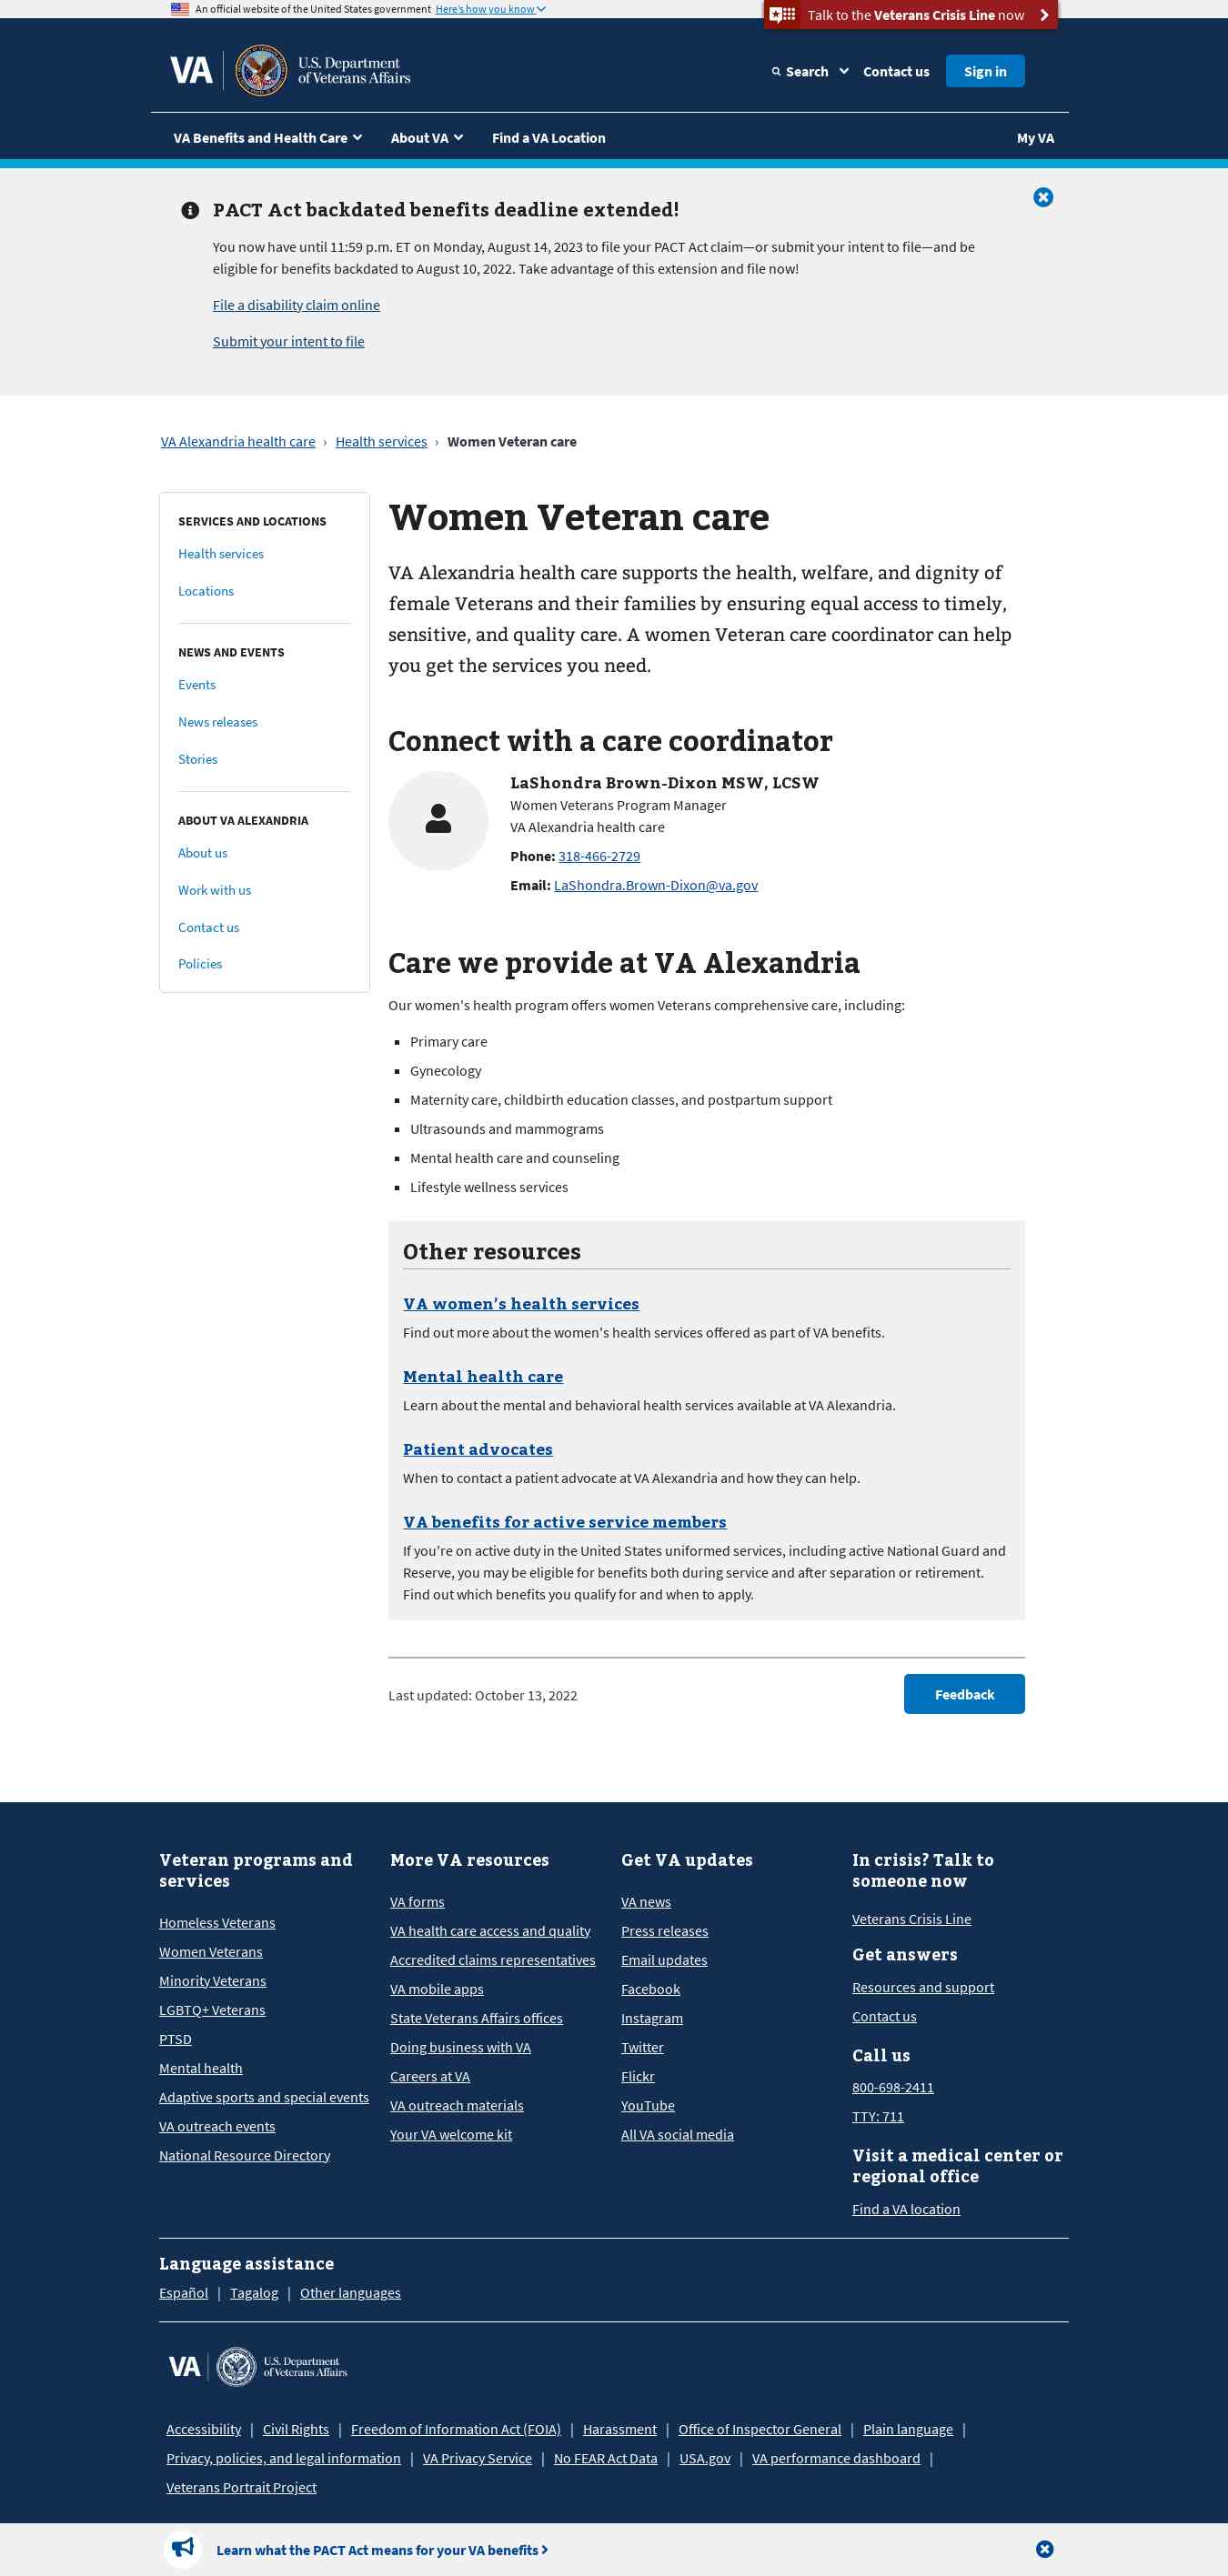 An official website of the United States government Here's how you know
Talk to the Veterans Crisis Line now
VA
U.S. Department
of Veterans Affairs
Search
Contact us
Sign in
VA Benefits and Health Care
About VA
Find a VA Location
My VA
PACT Act backdated benefits deadline extended!
You now have until 11:59 p.m. ET on Monday, August 14, 2023 to file your PACT Act claim—or submit your intent to file—and be
eligible for benefits backdated to August 10, 2022. Take advantage of this extension and file now!
File a disability claim online
Submit your intent to file
VA Alexandria health care › Health services › Women Veteran care
SERVICES AND LOCATIONS
Health services
Locations
NEWS AND EVENTS
Events
News releases
Stories
ABOUT VA ALEXANDRIA
About us
Work with us
Contact us
Policies
Women Veteran care
VA Alexandria health care supports the health, welfare, and dignity of
female Veterans and their families by ensuring equal access to timely,
sensitive, and quality care. A women Veteran care coordinator can help
you get the services you need.
Connect with a care coordinator
LaShondra Brown-Dixon MSW, LCSW
Women Veterans Program Manager
VA Alexandria health care
Phone: 318-466-2729
Email: LaShondra.Brown-Dixon@va.gov
Care we provide at VA Alexandria
Our women's health program offers women Veterans comprehensive care, including:
Primary care
Gynecology
Maternity care, childbirth education classes, and postpartum support
Ultrasounds and mammograms
Mental health care and counseling
Lifestyle wellness services
Other resources
VA women’s health services
Find out more about the women's health services offered as part of VA benefits.
Mental health care
Learn about the mental and behavioral health services available at VA Alexandria.
Patient advocates
When to contact a patient advocate at VA Alexandria and how they can help.
VA benefits for active service members
If you're on active duty in the United States uniformed services, including active National Guard and
Reserve, you may be eligible for benefits both during service and after separation or retirement.
Find out which benefits you qualify for and when to apply.
Last updated: October 13, 2022
Feedback
Veteran programs and
services
Homeless Veterans
Women Veterans
Minority Veterans
LGBTQ+ Veterans
PTSD
Mental health
Adaptive sports and special events
VA outreach events
National Resource Directory
More VA resources
VA forms
VA health care access and quality
Accredited claims representatives
VA mobile apps
State Veterans Affairs offices
Doing business with VA
Careers at VA
VA outreach materials
Your VA welcome kit
Get VA updates
VA news
Press releases
Email updates
Facebook
Instagram
Twitter
Flickr
YouTube
All VA social media
In crisis? Talk to
someone now
Veterans Crisis Line
Get answers
Resources and support
Contact us
Call us
800-698-2411
TTY: 711
Visit a medical center or
regional office
Find a VA location
Language assistance
Español | Tagalog | Other languages
VA
U.S. Department
of Veterans Affairs
Accessibility | Civil Rights | Freedom of Information Act (FOIA) | Harassment | Office of Inspector General | Plain language |
Privacy, policies, and legal information | VA Privacy Service | No FEAR Act Data | USA.gov | VA performance dashboard |
Veterans Portrait Project
Learn what the PACT Act means for your VA benefits